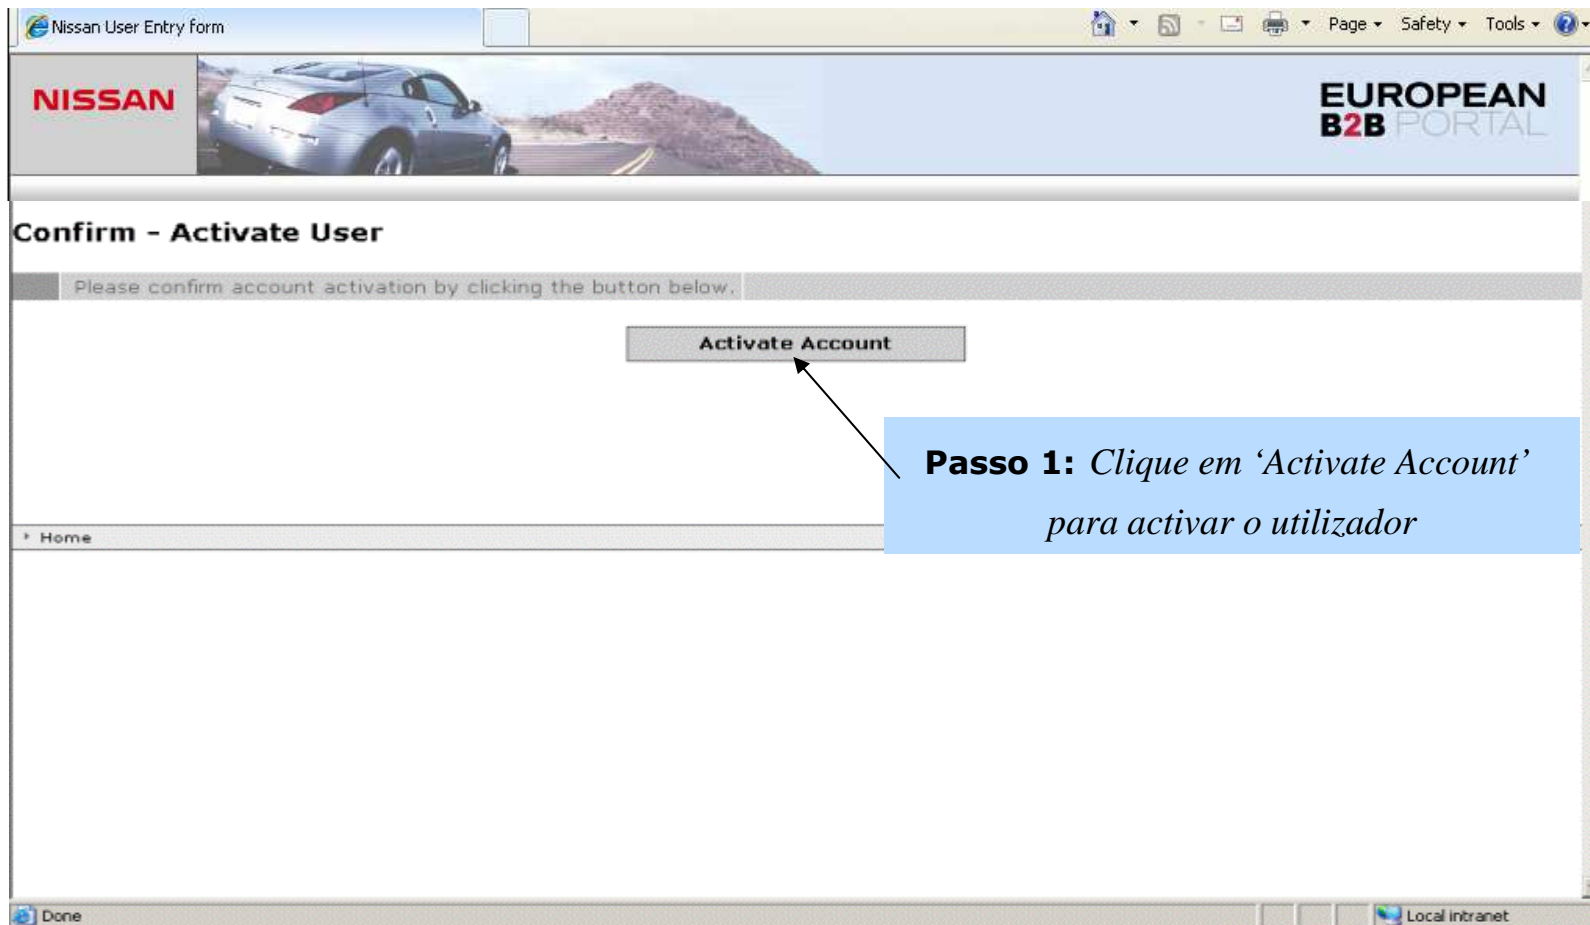 Nissan User Entry form
Page Safety Tools
NISSAN
EUROPEAN
B2B PORTAL
Confirm - Activate User
Please confirm account activation by clicking the button below.
Activate Account
Passo 1: Clique em ‘Activate Account’
para activar o utilizador
Home
Done
Local intranet